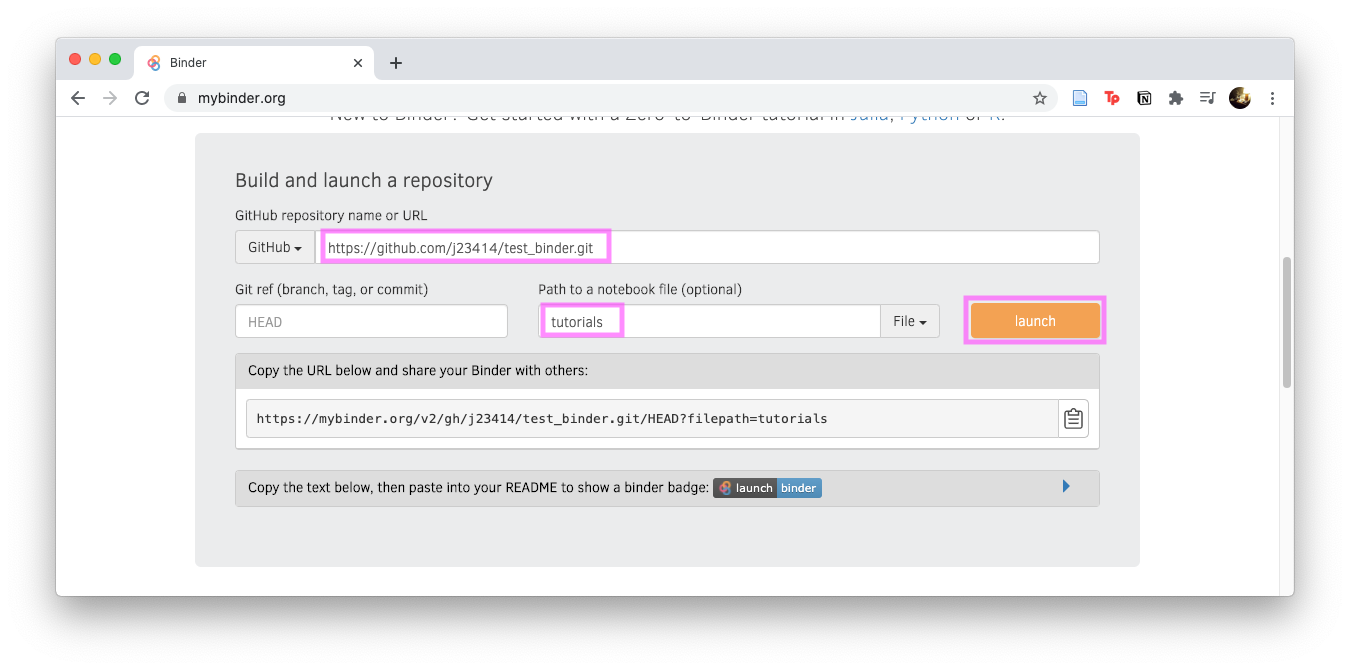 Binder
mybinder.org
New to Binder? Get started with a Zero-to-Binder tutorial in Julia, Python or R.
Build and launch a repository
GitHub repository name or URL
GitHub https://github.com/j23414/test_binder.git
Git ref (branch, tag, or commit) Path to a notebook file (optional)
HEAD tutorials File launch
Copy the URL below and share your Binder with others:
https://mybinder.org/v2/gh/j23414/test_binder.git/HEAD?filepath=tutorials
Copy the text below, then paste into your README to show a binder badge: launch binder